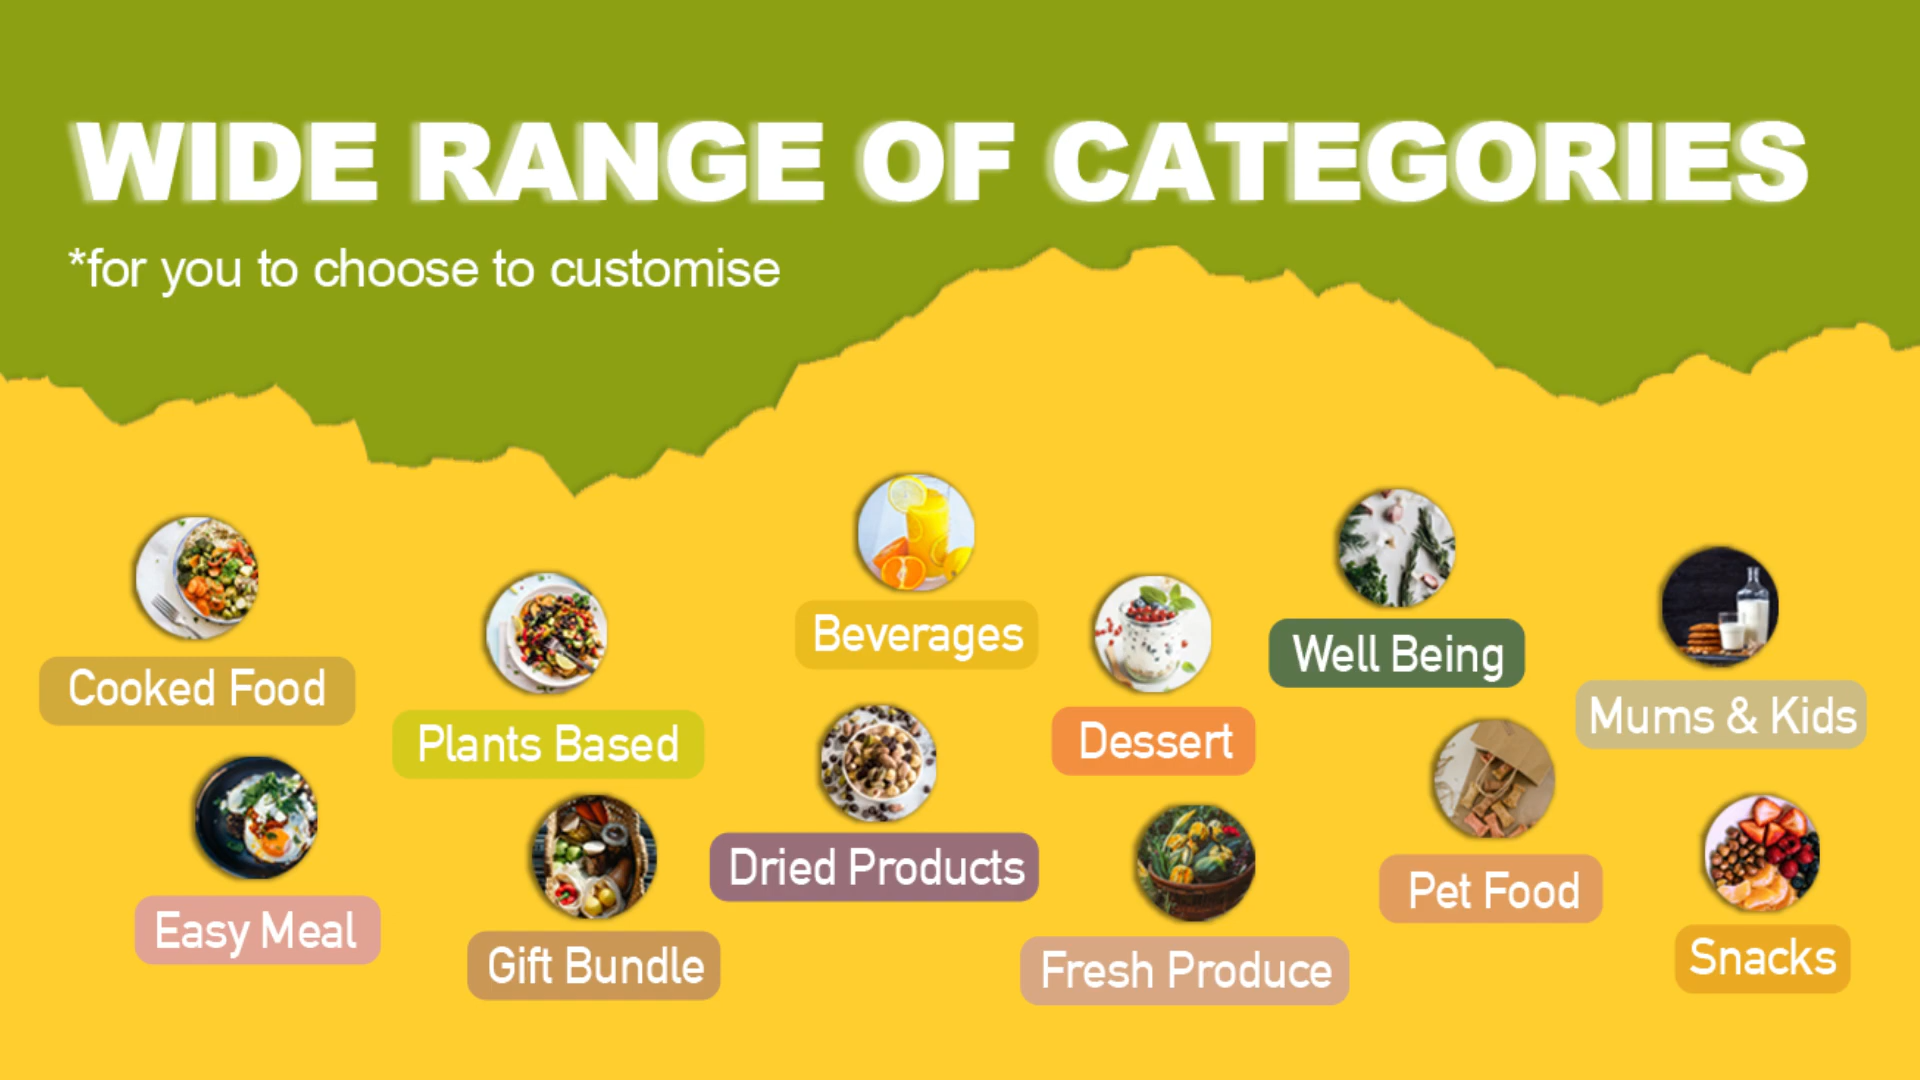 WIDE RANGE OF CATEGORIES
*for you to choose to customise
Cooked Food
Plants Based
Beverages
Dessert
Well Being
Mums & Kids
Easy Meal
Gift Bundle
Dried Products
Fresh Produce
Pet Food
Snacks